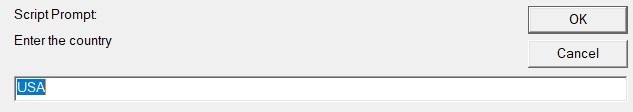 Script Prompt:
OK
Enter the country
Cancel
USA